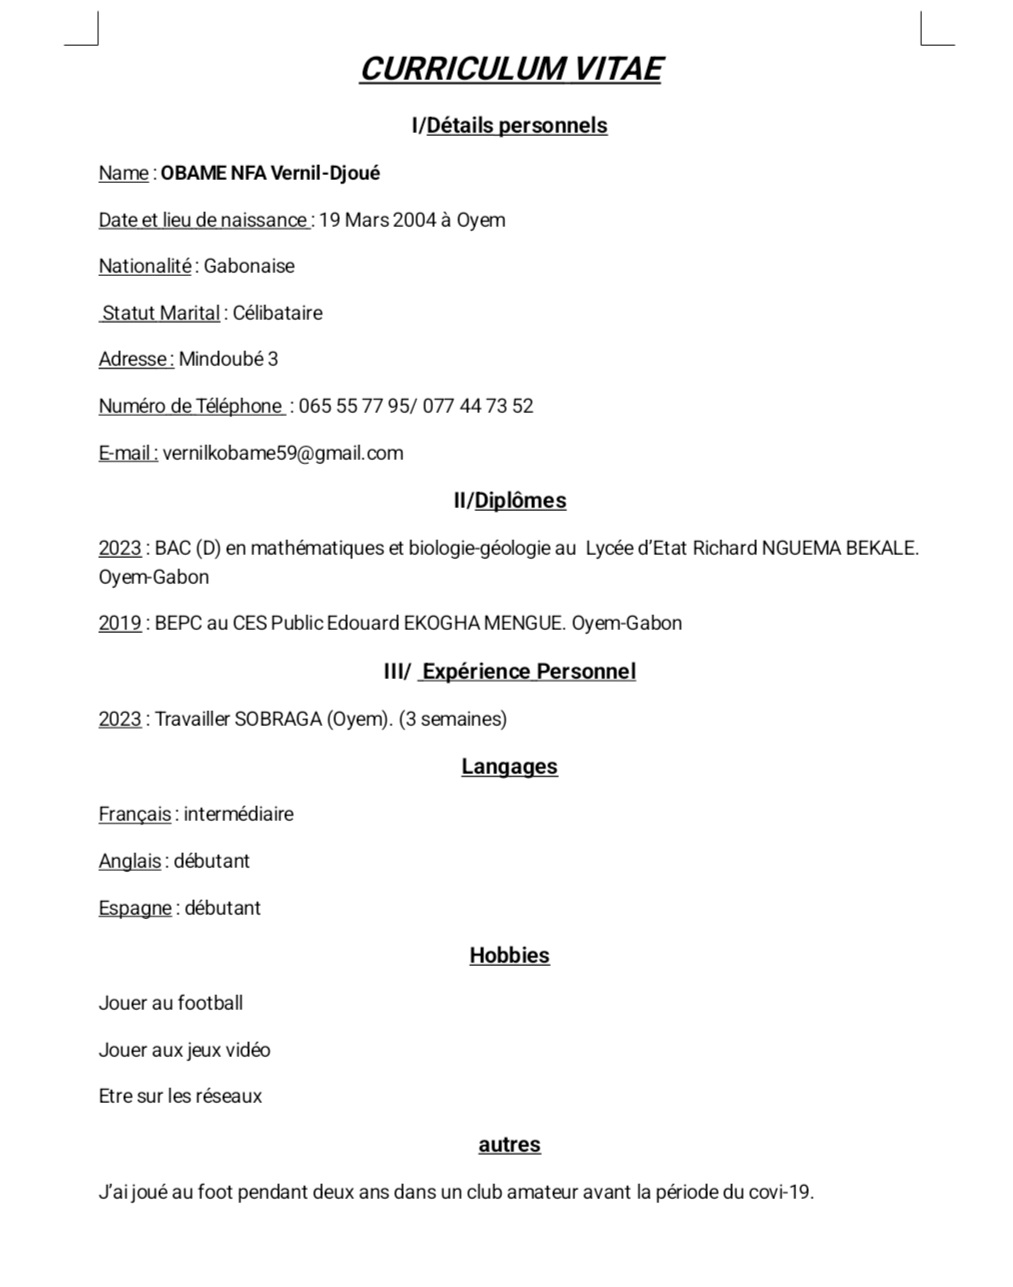 CURRICULUM VITAE
I/Détails personnels
Name : OBAME NFA Vernil-Djoué
Date et lieu de naissance : 19 Mars 2004 à Oyem
Nationalité : Gabonaise
Statut Marital : Célibataire
Adresse : Mindoubé 3
Numéro de Téléphone : 065 55 77 95/ 077 44 73 52
E-mail : vernilkobame59@gmail.com
II/Diplômes
2023 : BAC (D) en mathématiques et biologie-géologie au Lycée d’Etat Richard NGUEMA BEKALE.
Oyem-Gabon
2019 : BEPC au CES Public Edouard EKOGHA MENGUE. Oyem-Gabon
III/ Expérience Personnel
2023 : Travailler SOBRAGA (Oyem). (3 semaines)
Langages
Français : intermédiaire
Anglais : débutant
Espagne : débutant
Hobbies
Jouer au football
Jouer aux jeux vidéo
Etre sur les réseaux
autres
J’ai joué au foot pendant deux ans dans un club amateur avant la période du covi-19.